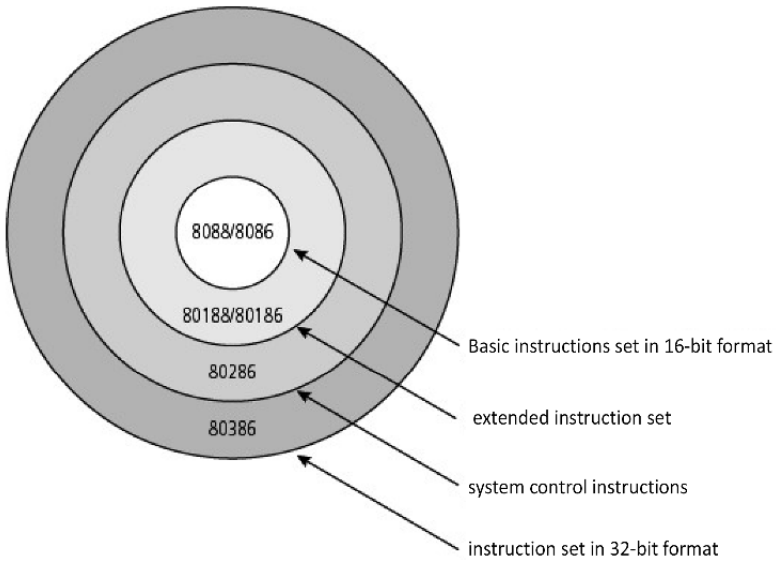 8088/8086
80188/80186
80286
80386
Basic instructions set in 16-bit format
extended instruction set
system control instructions
instruction set in 32-bit format